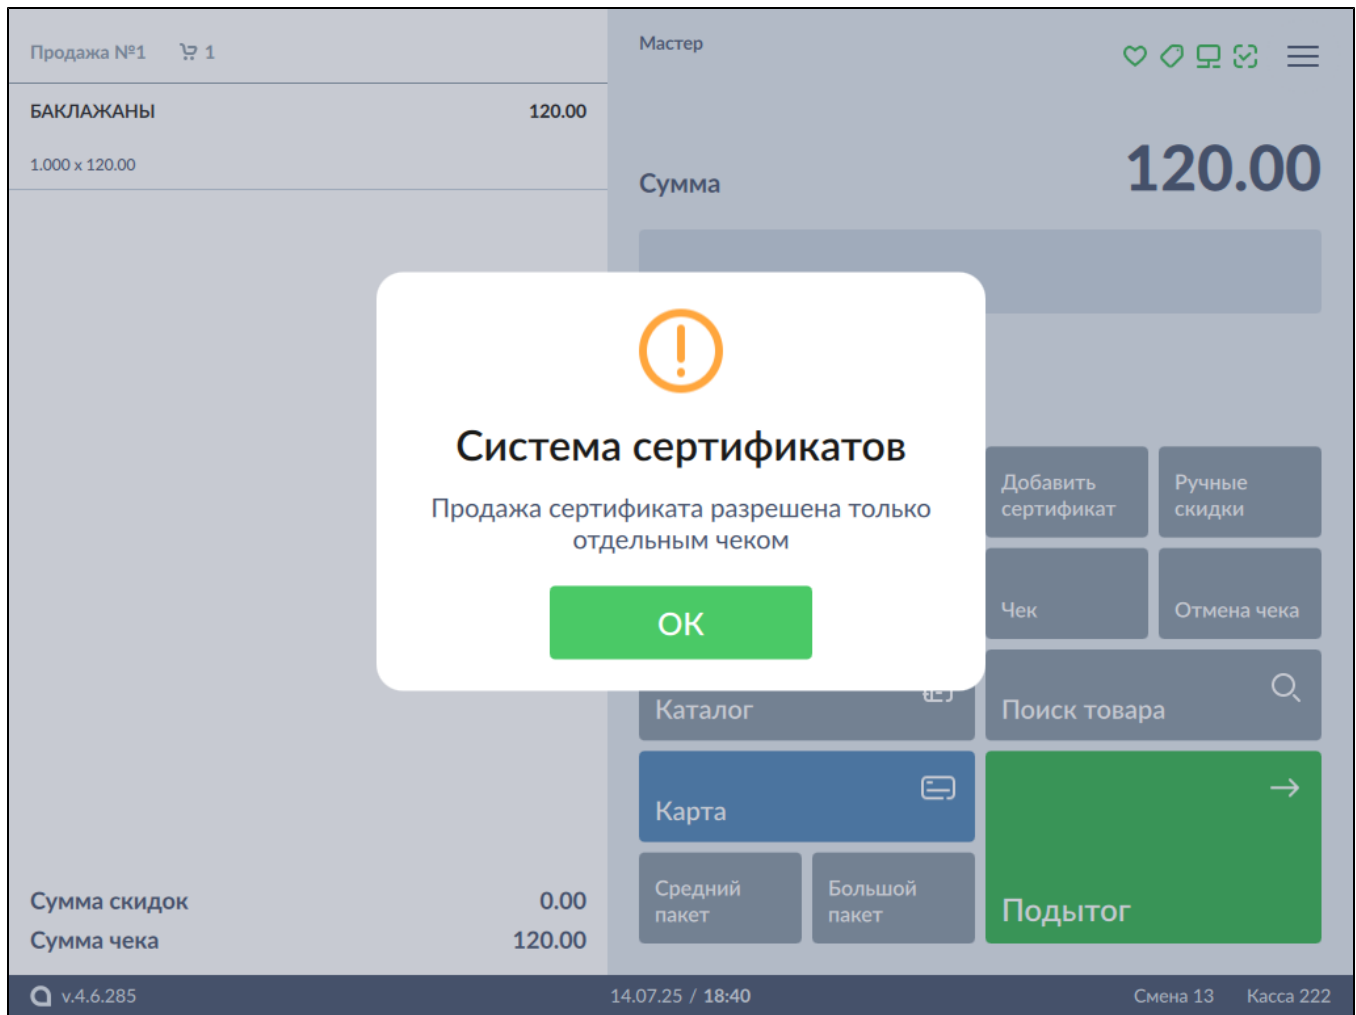 Продажа №1 1
БАКЛАЖАНЫ 120.00
1.000 x 120.00
Сумма скидок 0.00
Сумма чека 120.00
Мастер
Сумма 120.00
Система сертификатов
Продажа сертификата разрешена только
отдельным чеком
ОК
Добавить
сертификат
Ручные
скидки
Чек
Отмена чека
Каталог
Поиск товара
Карта
Средний
пакет
Большой
пакет
Подытог
v.4.6.285
14.07.25 / 18:40
Смена 13 Касса 222